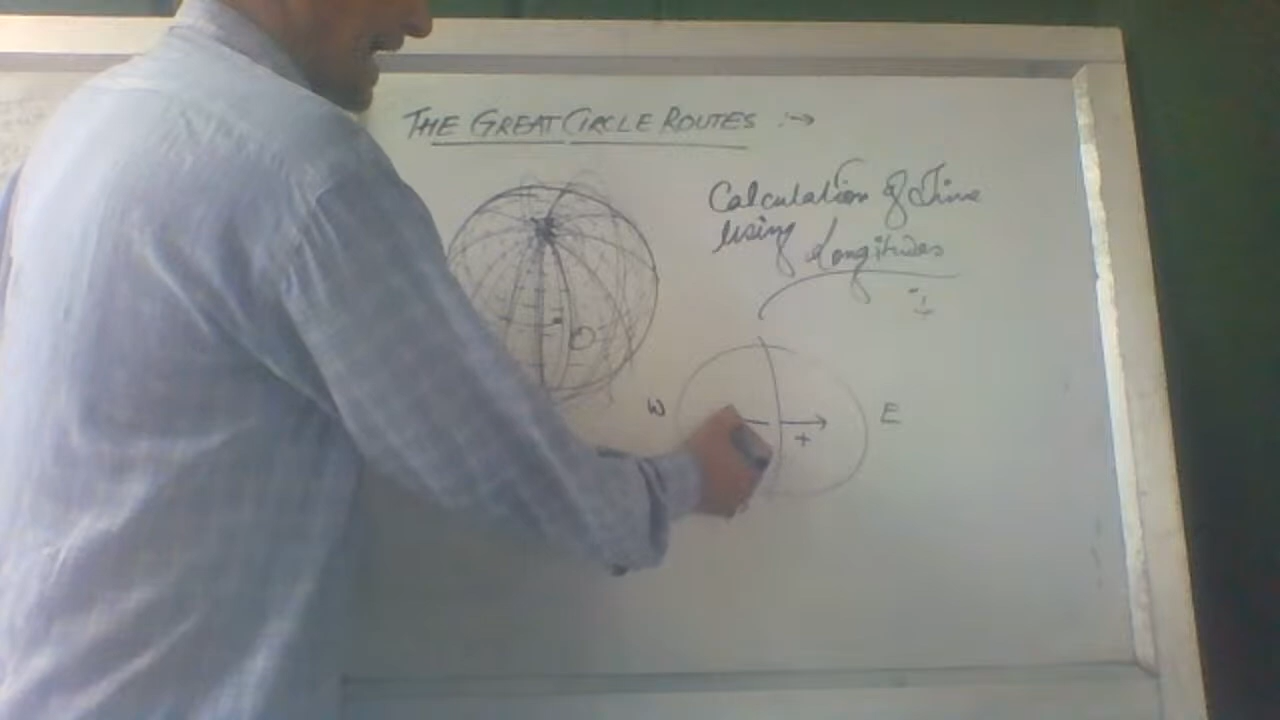 THE GREAT CIRCLE ROUTES :→
Calculation of Time
using Longitudes
:-
W E
+